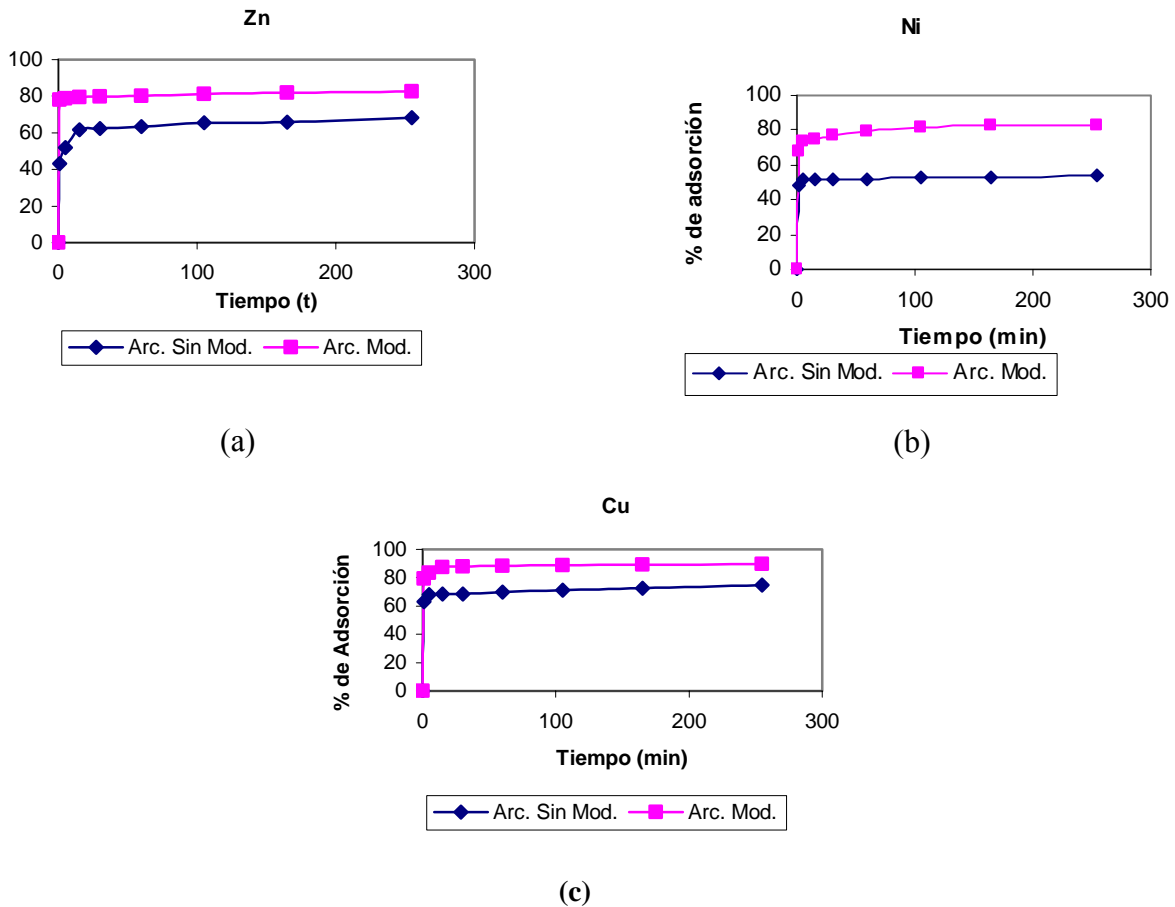 Zn
100
80
60
40
20
0
0 100 200 300
Tiempo (t)
Arc. Sin Mod. Arc. Mod.
(a)
Ni
% de adsorción
100
80
60
40
20
0
0 100 200 300
Tiempo (min)
Arc. Sin Mod. Arc. Mod.
(b)
Cu
% de Adsorción
100
80
60
40
20
0
0 100 200 300
Tiempo (min)
Arc. Sin Mod. Arc. Mod.
(c)